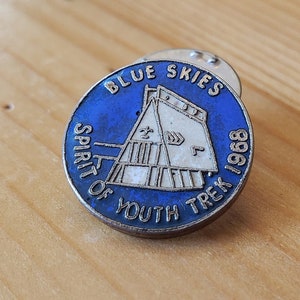 BLUE SKIES
SPIRIT OF YOUTH TREK 1968